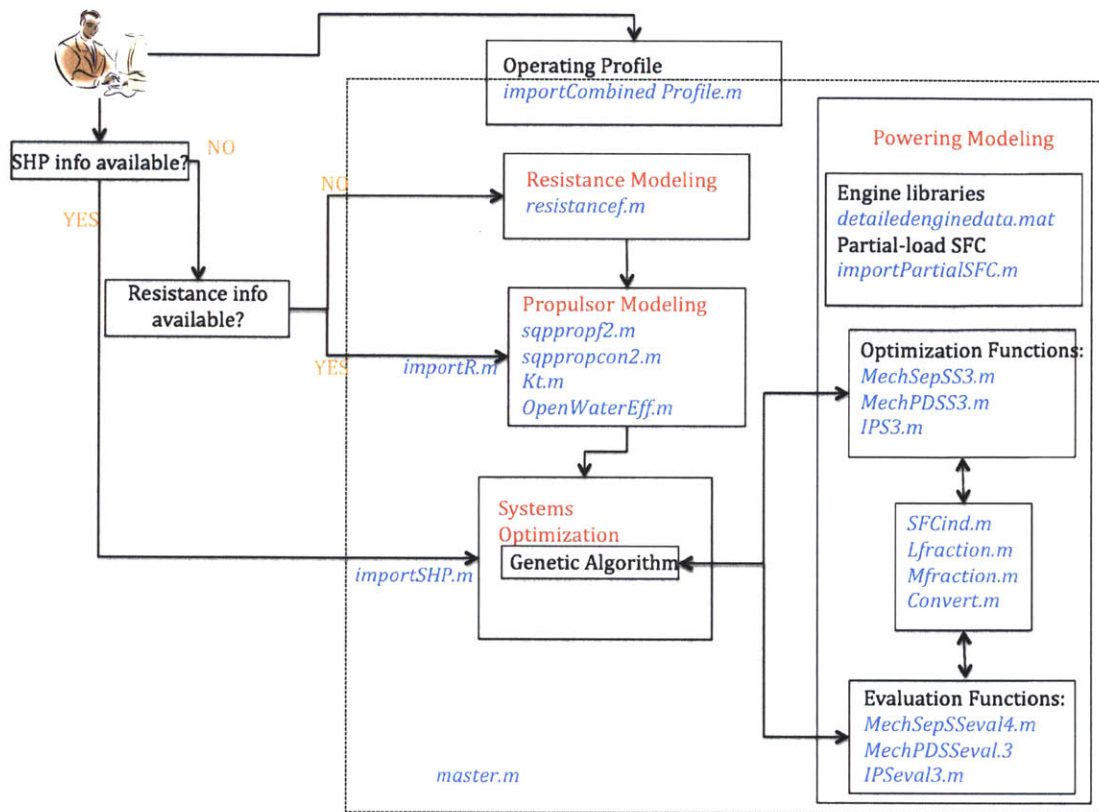 Operating Profile
importCombined Profile.m
SHP info available?
NO
YES
Resistance info
available?
NO
YES
importR.m
Resistance Modeling
resistancef.m
Propulsor Modeling
sqppropf2.m
sqppropcon2.m
Kt.m
OpenWaterEff.m
Systems
Optimization
Genetic Algorithm
importSHP.m
master.m
Powering Modeling
Engine libraries
detailedenginedata.mat
Partial-load SFC
importPartialSFC.m
Optimization Functions:
MechSepSS3.m
MechPDSS3.m
IPS3.m
SFCind.m
Lfraction.m
Mfraction.m
Convert.m
Evaluation Functions:
MechSepSSeval4.m
MechPDSSeval.3
IPSeval3.m